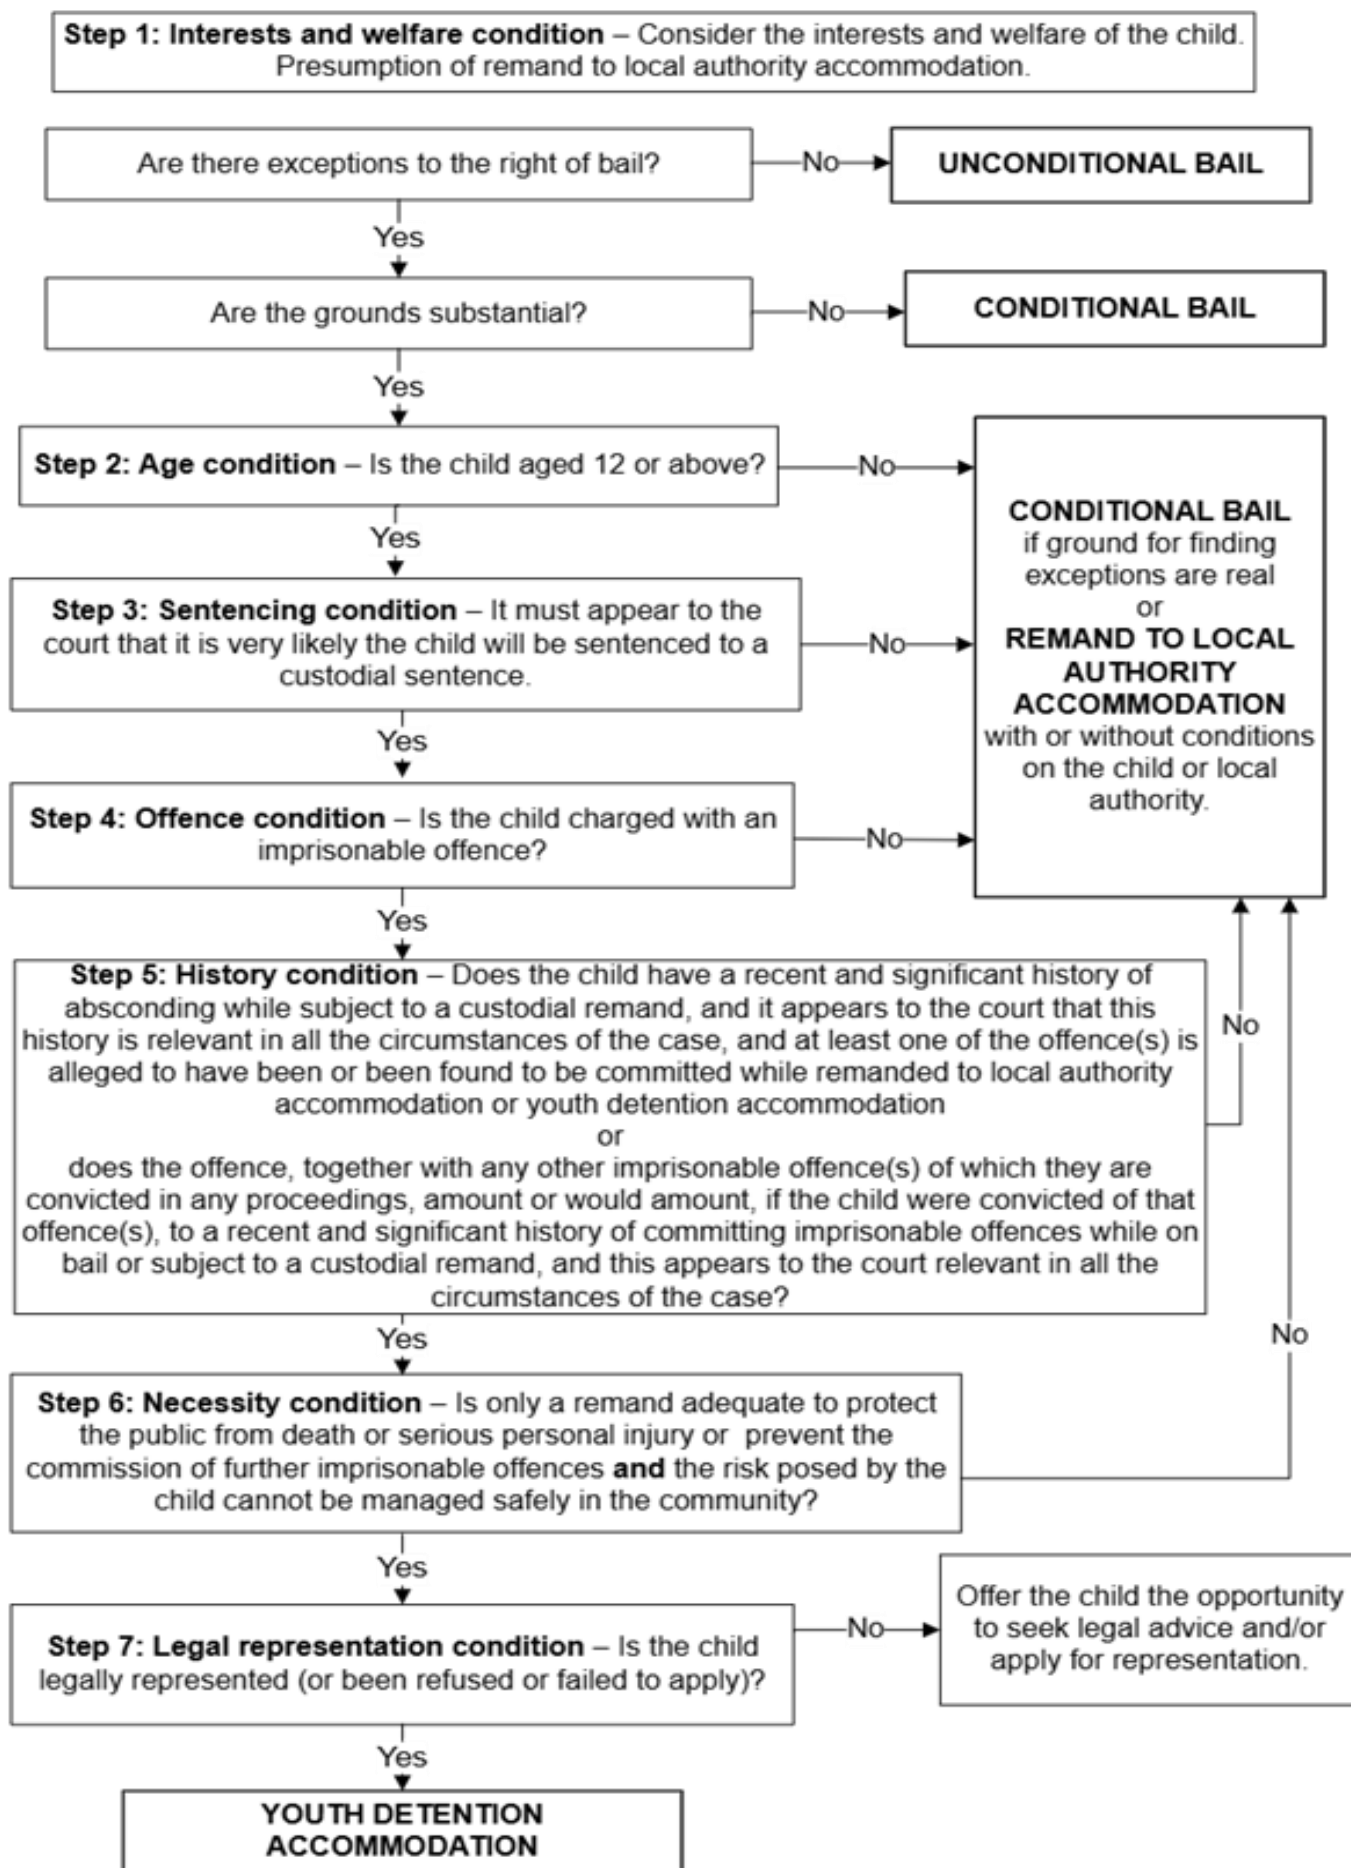 Step 1: Interests and welfare condition – Consider the interests and welfare of the child.
Presumption of remand to local authority accommodation.
Are there exceptions to the right of bail?
No
UNCONDITIONAL BAIL
Yes
Are the grounds substantial?
No
CONDITIONAL BAIL
Yes
Step 2: Age condition – Is the child aged 12 or above?
No
CONDITIONAL BAIL
if ground for finding
exceptions are real
or
REMAND TO LOCAL
AUTHORITY
ACCOMMODATION
with or without conditions
on the child or local
authority.
Yes
Step 3: Sentencing condition – It must appear to the
court that it is very likely the child will be sentenced to a
custodial sentence.
No
Yes
Step 4: Offence condition – Is the child charged with an
imprisonable offence?
No
Yes
Step 5: History condition – Does the child have a recent and significant history of
absconding while subject to a custodial remand, and it appears to the court that this
history is relevant in all the circumstances of the case, and at least one of the offence(s) is
alleged to have been or been found to be committed while remanded to local authority
accommodation or youth detention accommodation
or
does the offence, together with any other imprisonable offence(s) of which they are
convicted in any proceedings, amount or would amount, if the child were convicted of that
offence(s), to a recent and significant history of committing imprisonable offences while on
bail or subject to a custodial remand, and this appears to the court relevant in all the
circumstances of the case?
No
Yes
Step 6: Necessity condition – Is only a remand adequate to protect
the public from death or serious personal injury or prevent the
commission of further imprisonable offences and the risk posed by the
child cannot be managed safely in the community?
No
Yes
Step 7: Legal representation condition – Is the child
legally represented (or been refused or failed to apply)?
No
Offer the child the opportunity
to seek legal advice and/or
apply for representation.
Yes
YOUTH DETENTION
ACCOMMODATION